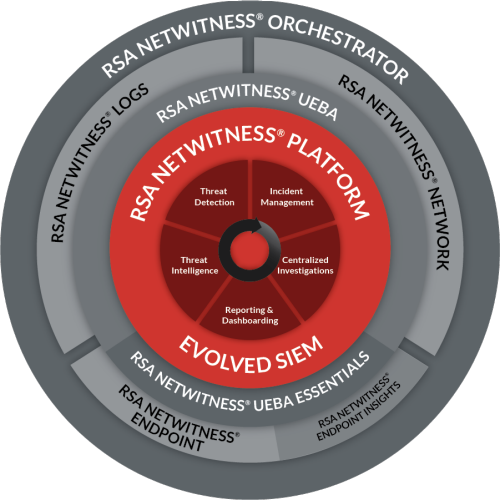 RSA NETWITNESS® ORCHESTRATOR
RSA NETWITNESS® LOGS
RSA NETWITNESS® NETWORK
RSA NETWITNESS® UEBA
RSA NETWITNESS® PLATFORM
Threat
Detection
Incident
Management
Threat
Intelligence
Centralized
Investigations
Reporting &
Dashboarding
EVOLVED SIEM
RSA NETWITNESS® UEBA ESSENTIALS
RSA NETWITNESS®
ENDPOINT
RSA NETWITNESS®
ENDPOINT INSIGHTS